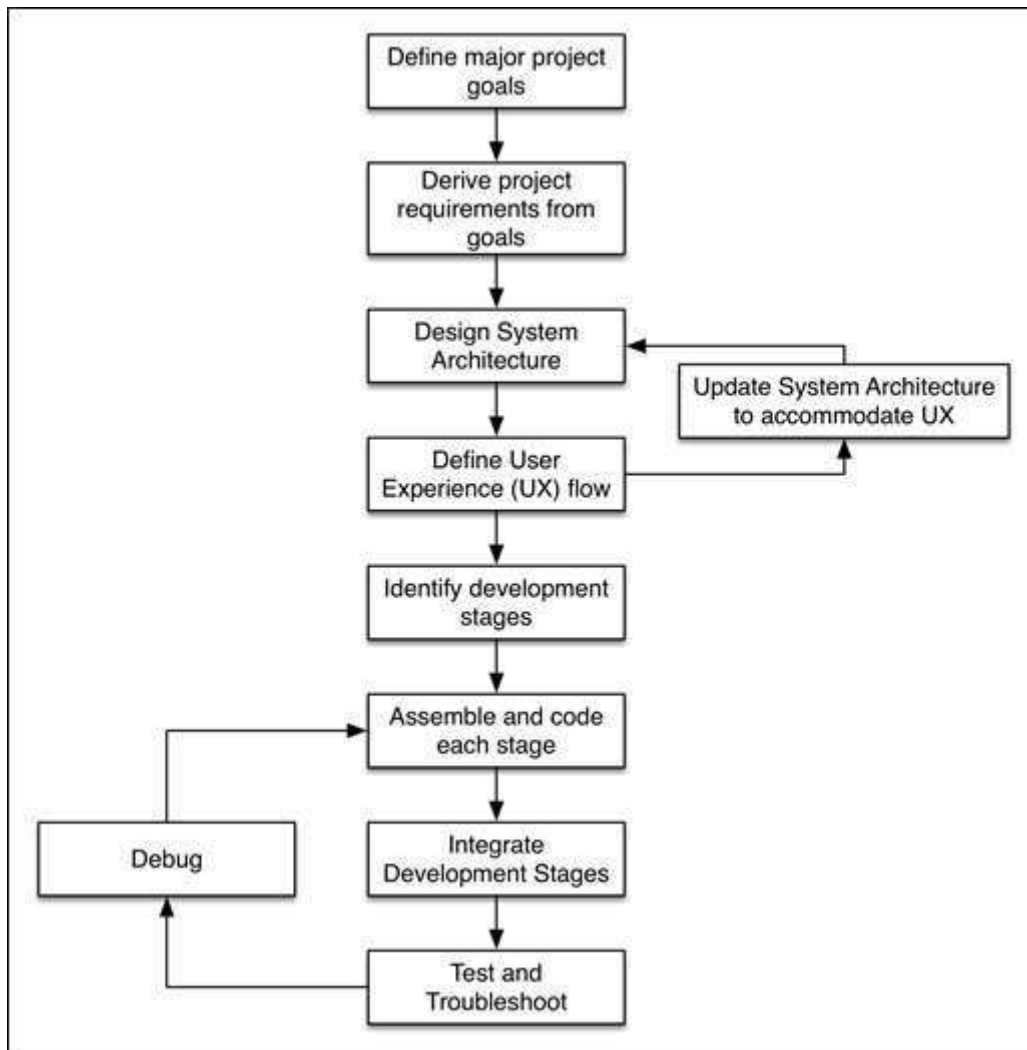 Define major project
goals
Derive project
requirements from
goals
Design System
Architecture
Update System Architecture
to accommodate UX
Define User
Experience (UX) flow
Identify development
stages
Assemble and code
each stage
Debug
Integrate
Development Stages
Test and
Troubleshoot